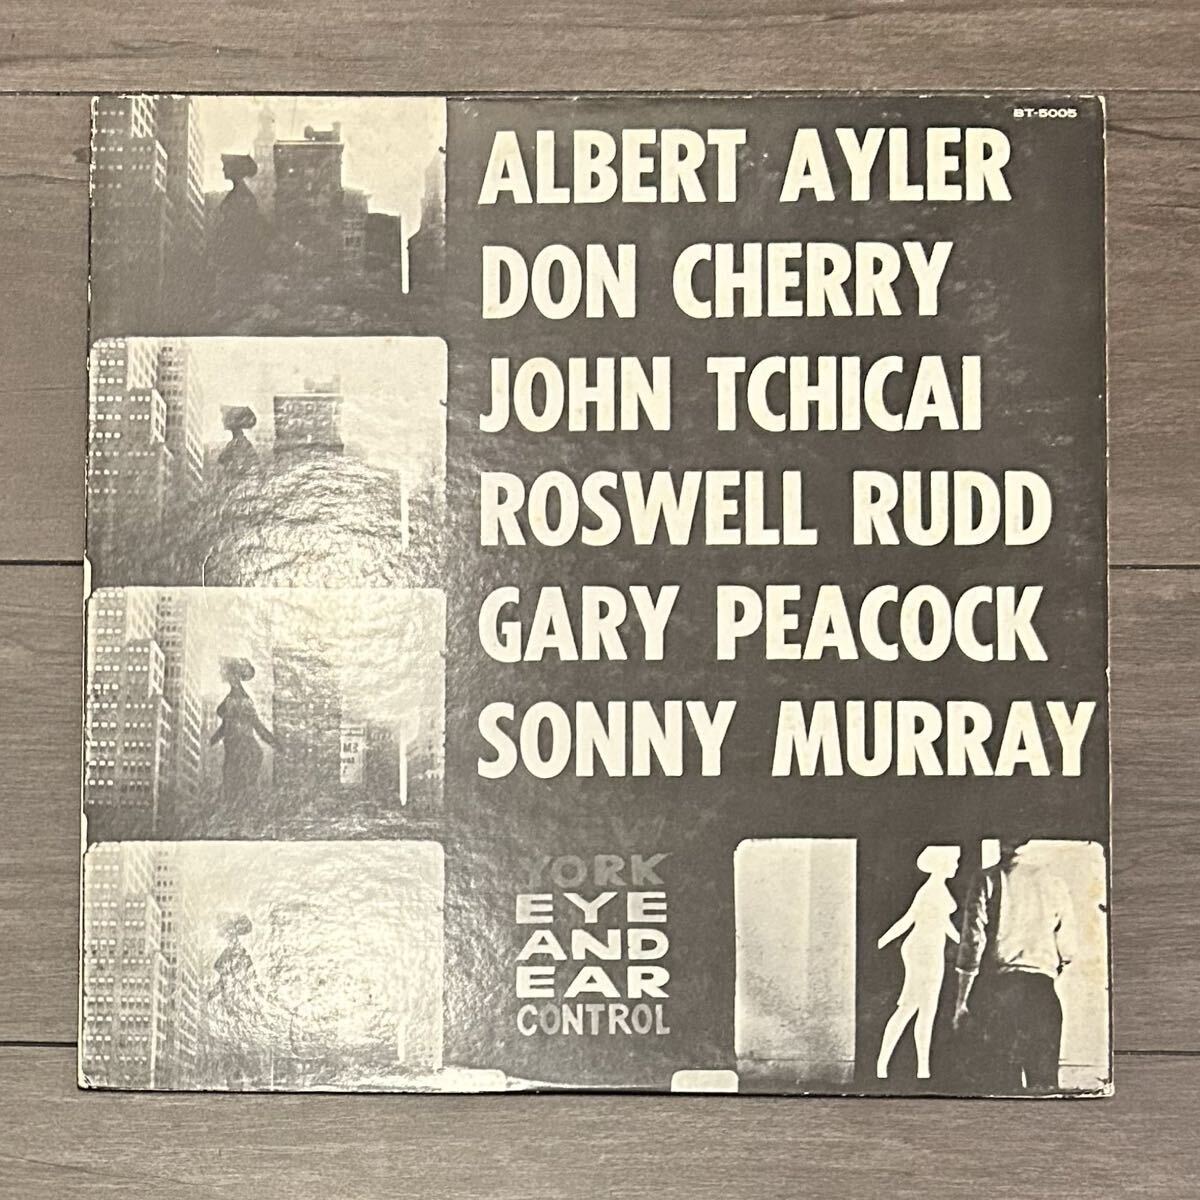 BT-5005
ALBERT AYLER
DON CHERRY
JOHN TCHICAI
ROSWELL RUDD
GARY PEACOCK
SONNY MURRAY
YORK
EYE
AND
EAR
CONTROL